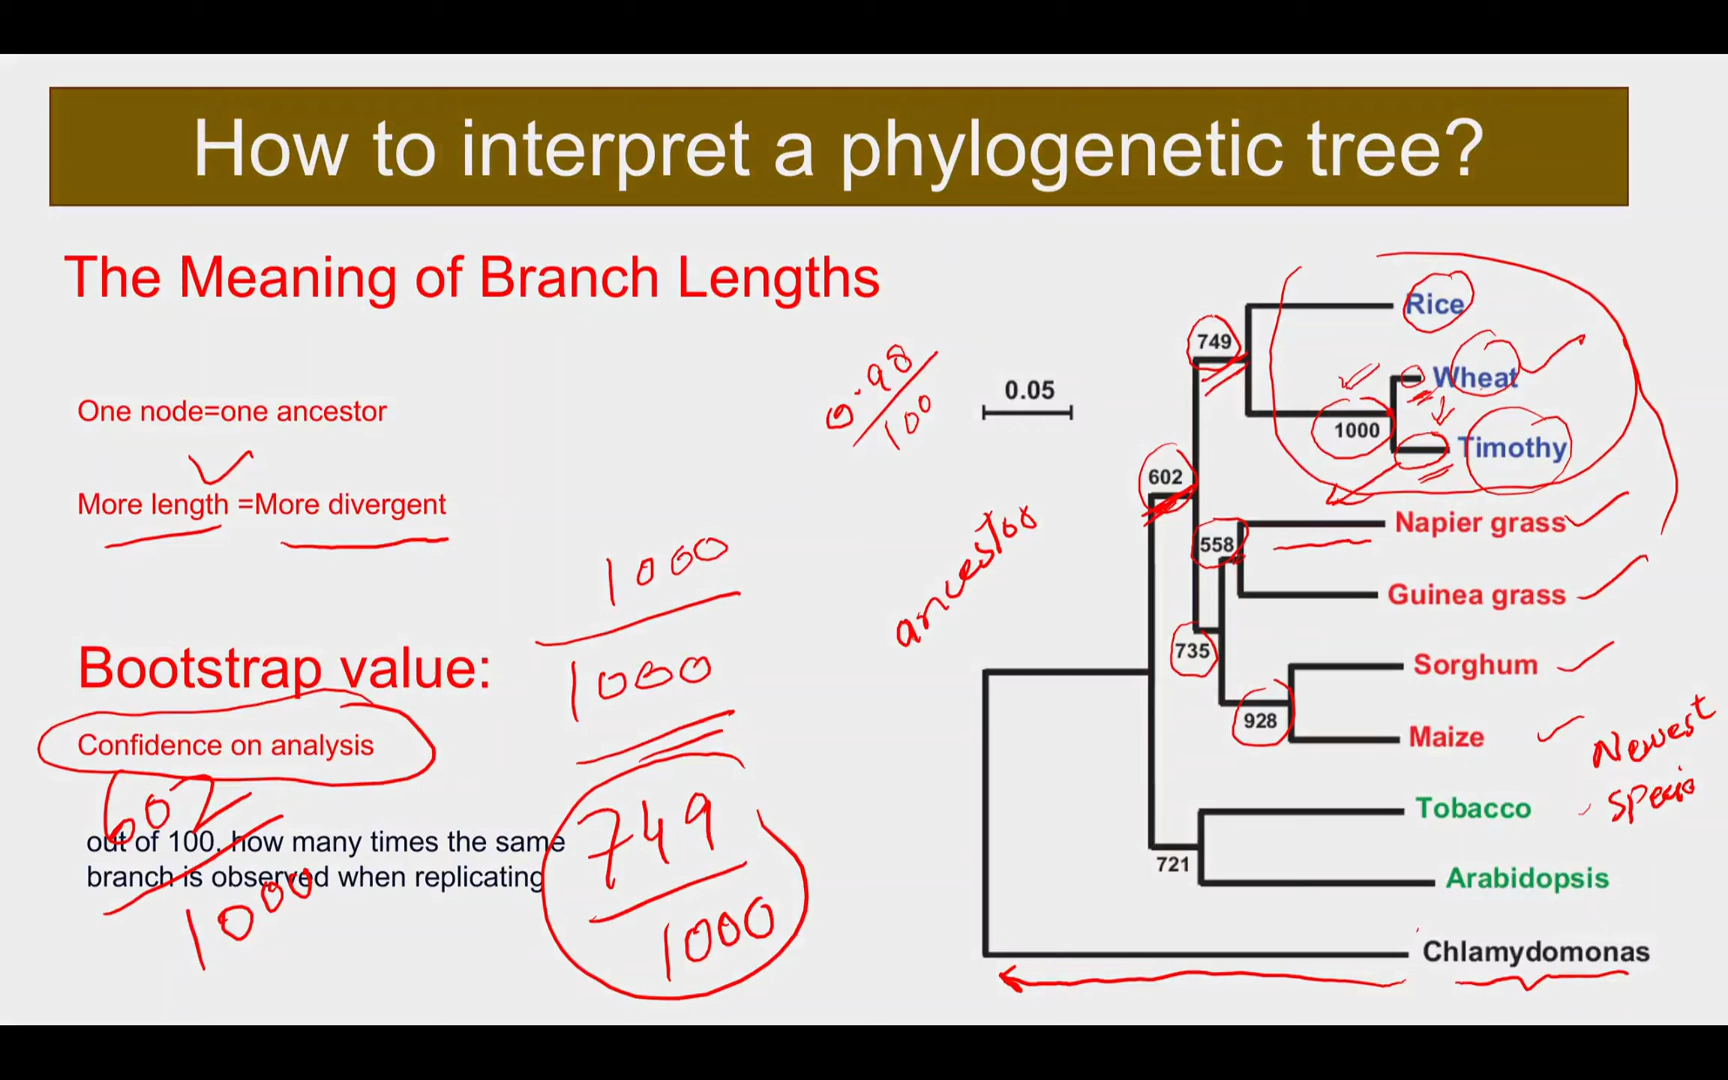 How to interpret a phylogenetic tree?
The Meaning of Branch Lengths
One node=one ancestor
More length =More divergent
Bootstrap value:
Confidence on analysis
out of 100, how many times the same
branch is observed when replicating
602
1000
1000
1000
749
1000
0.98
100
ancestor
0.05
Rice
749
Wheat
1000
Timothy
602
Napier grass
558
Guinea grass
735
Sorghum
928
Maize
Newest
Tobacco
721
Arabidopsis
Chlamydomonas